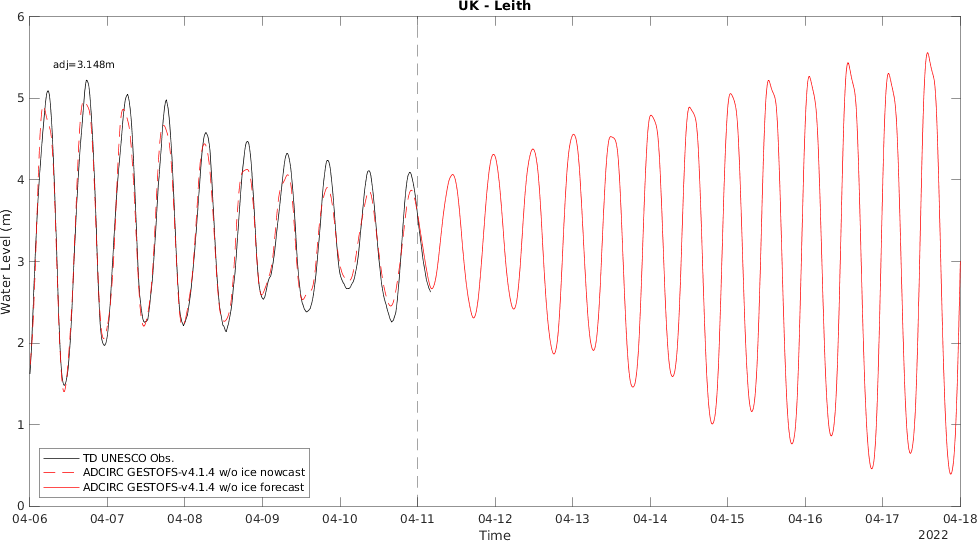 UK - Leith
6
adj=3.148m
5
4
3
2
1
0
Water Level (m)
TD UNESCO Obs.
ADCIRC GESTOFS-v4.1.4 w/o ice nowcast
ADCIRC GESTOFS-v4.1.4 w/o ice forecast
04-06 04-07 04-08 04-09 04-10 04-11 04-12 04-13 04-14 04-15 04-16 04-17 04-18
Time
2022